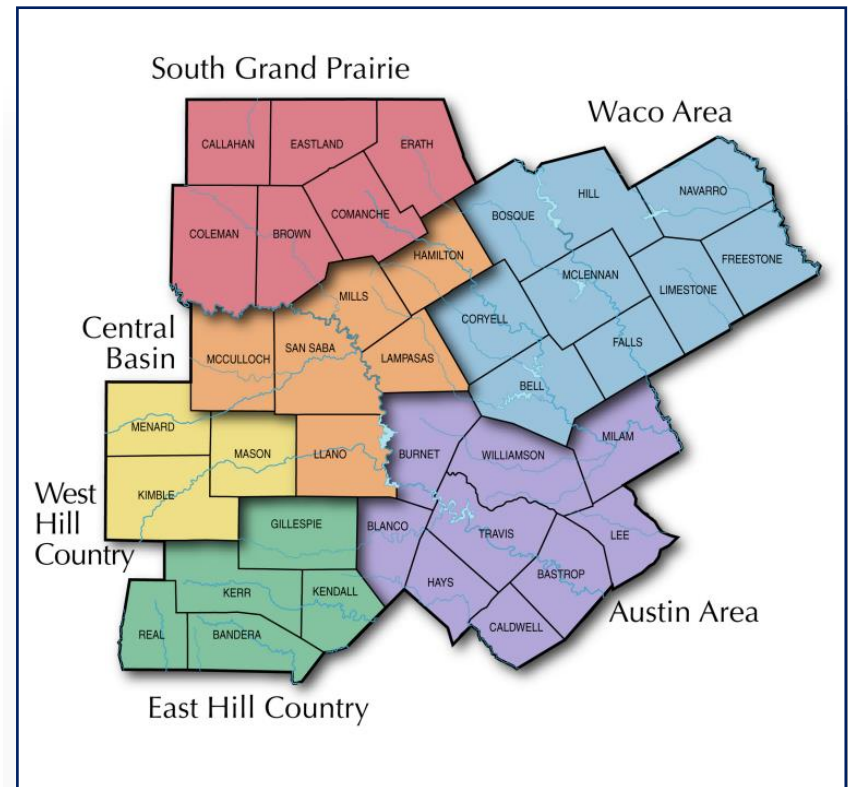 South Grand Prairie
Waco Area
CALLAHAN
EASTLAND
ERATH
COLEMAN
BROWN
COMANCHE
HILL
NAVARRO
BOSQUE
HAMILTON
MCLENNAN
FREESTONE
LIMESTONE
MILLS
CORYELL
FALLS
Central
Basin
SAN SABA
MCCULLOCH
LAMPASAS
BELL
MENARD
MASON
LLANO
BURNET
WILLIAMSON
MILAM
KIMBLE
West
Hill
Country
GILLESPIE
BLANCO
TRAVIS
LEE
KERR
KENDALL
HAYS
BASTROP
Austin Area
REAL
BANDERA
CALDWELL
East Hill Country